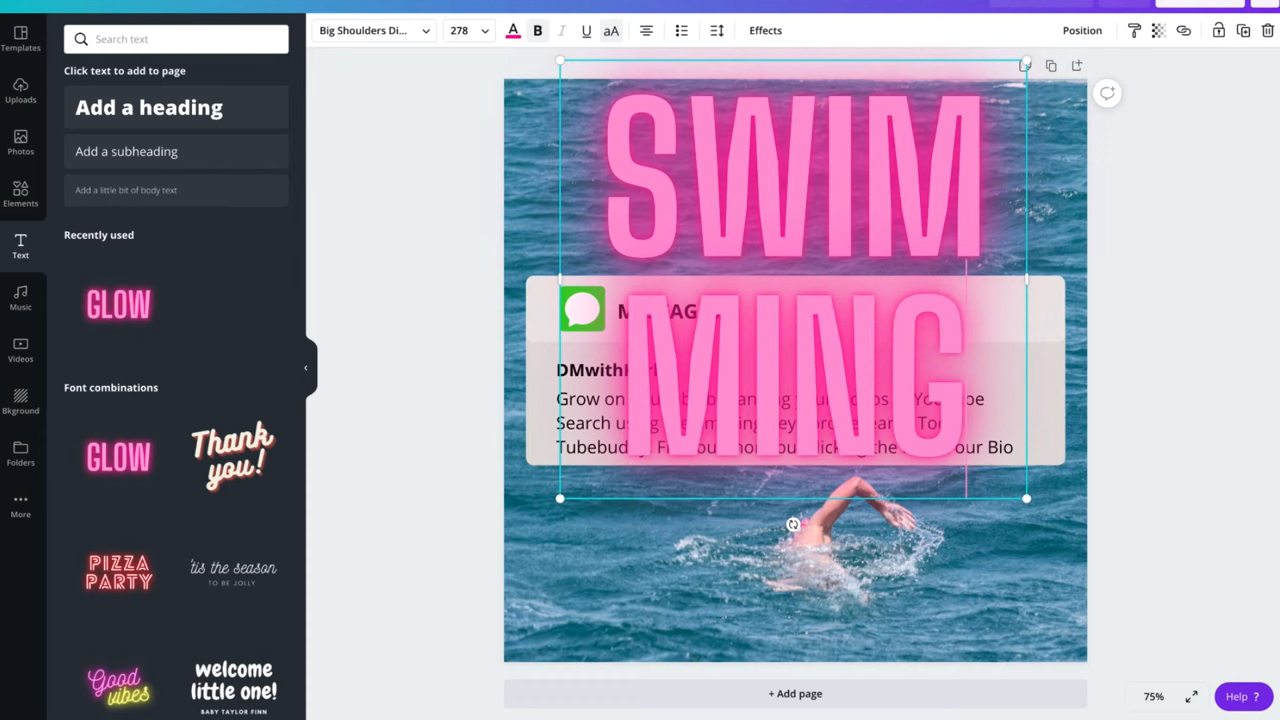 Big Shoulders Di...
278
A
B
I
U
aA
Effects
Position
Templates
Uploads
Photos
Elements
Text
Music
Videos
Bkground
Folders
More
Search text
Click text to add to page
Add a heading
Add a subheading
Add a little bit of body text
Recently used
GLOW
Font combinations
GLOW
Thank
you!
PIZZA
PARTY
'tis the season
TO BE JOLLY
Good
vibes
welcome
little one!
BABY TAYLOR FINN
SWIM
MING
DMwith
Grow on
Search
Tubebud
the
our Bio
+ Add page
75%
Help ?